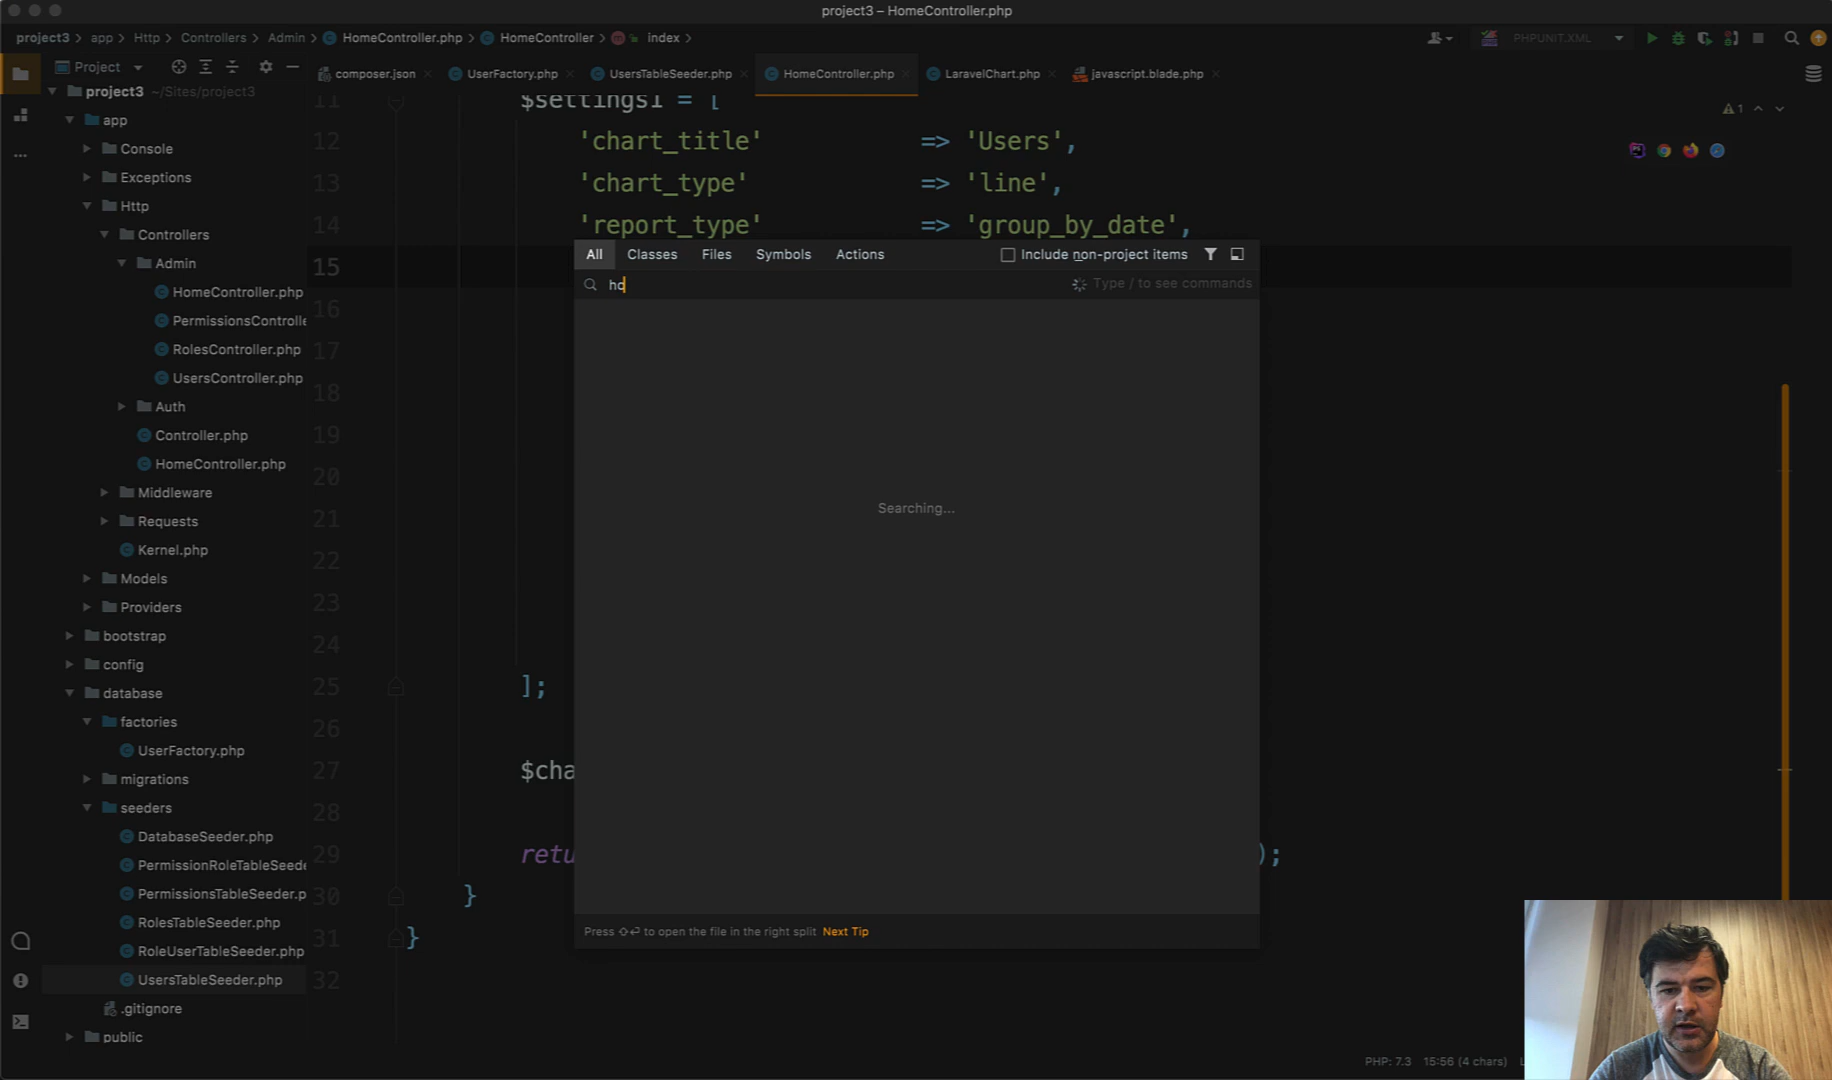 project3 – HomeController.php
project3 > app > Http > Controllers > Admin > HomeController.php > HomeController > index >
PHPUNIT.XML
Project
composer.json
UserFactory.php
UsersTableSeeder.php
HomeController.php
LaravelChart.php
javascript.blade.php
project3 ~/Sites/project3
app
Console
Exceptions
Http
Controllers
Admin
HomeController.php
PermissionsControlle
RolesController.php
UsersController.php
Auth
Controller.php
HomeController.php
Middleware
Requests
Kernel.php
Models
Providers
bootstrap
config
database
factories
UserFactory.php
migrations
seeders
DatabaseSeeder.php
PermissionRoleTableSeede
PermissionsTableSeeder.p
RolesTableSeeder.php
RoleUserTableSeeder.php
UsersTableSeeder.php
.gitignore
public
1
11 $settings1 = [
12 'chart_title' => 'Users',
13 'chart_type' => 'line',
14 'report_type' => 'group_by_date',
15
16
17
18
19
20
21
22
23
24
25 ];
26
27 $cha
28
29 retu );
30 }
31 }
32
All Classes Files Symbols Actions Include non-project items
ho Type / to see commands
Searching...
Press ⇧⏎ to open the file in the right split Next Tip
PHP: 7.3 15:56 (4 chars)